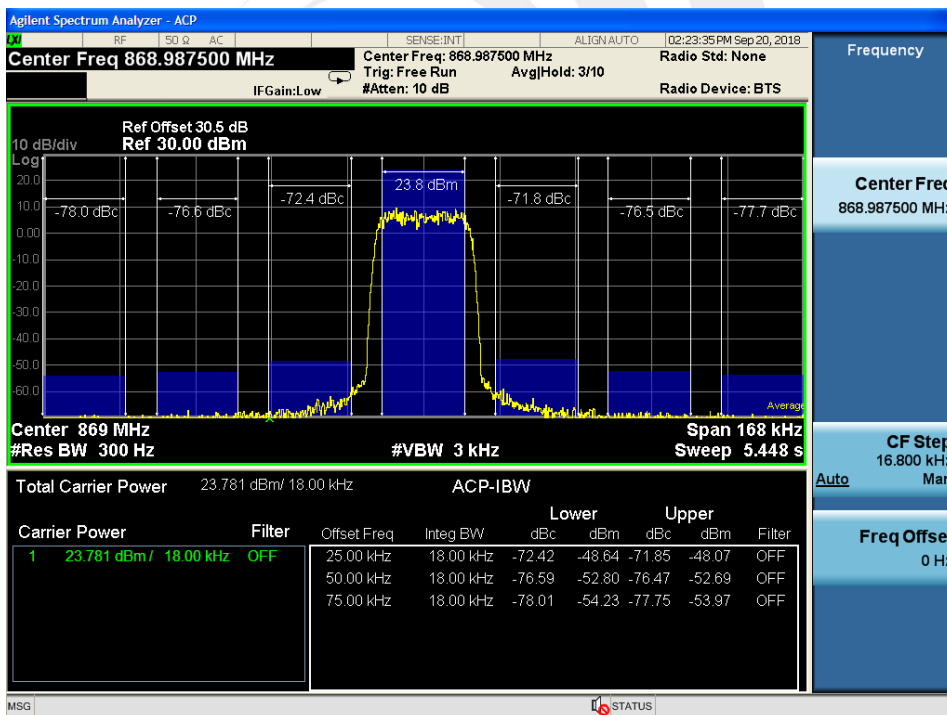 Agilent Spectrum Analyzer - ACP
LXI RF 50 Ω AC SENSE:INT ALIGN AUTO 02:23:35 PM Sep 20, 2018
Center Freq 868.987500 MHz
Center Freq: 868.987500 MHz Radio Std: None
Trig: Free Run Avg|Hold: 3/10
IFGain:Low #Atten: 10 dB Radio Device: BTS
Ref Offset 30.5 dB
10 dB/div Ref 30.00 dBm
Log
20.0
10.0
0.00
-10.0
-20.0
-30.0
-40.0
-50.0
-60.0
-78.0 dBc -76.6 dBc -72.4 dBc 23.8 dBm -71.8 dBc -76.5 dBc -77.7 dBc
Average
Center 869 MHz Span 168 kHz
#Res BW 300 Hz #VBW 3 kHz Sweep 5.448 s
Total Carrier Power 23.781 dBm/ 18.00 kHz ACP-IBW
Lower Upper
Carrier Power Filter Offset Freq Integ BW dBc dBm dBc dBm Filter
1 23.781 dBm / 18.00 kHz OFF 25.00 kHz 18.00 kHz -72.42 -48.64 -71.85 -48.07 OFF
50.00 kHz 18.00 kHz -76.59 -52.80 -76.47 -52.69 OFF
75.00 kHz 18.00 kHz -78.01 -54.23 -77.75 -53.97 OFF
MSG STATUS
Frequency
Center Freq
868.987500 MH
CF Step
16.800 kH
Auto Man
Freq Offse
0 H